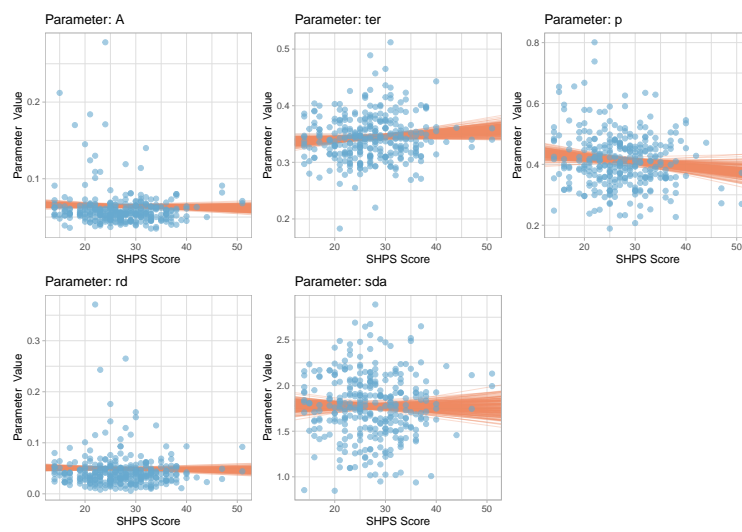 Parameter: A
Parameter Value
0.2
0.1
20
30
40
50
SHPS Score
Parameter: ter
Parameter Value
0.5
0.4
0.3
0.2
20
30
40
50
SHPS Score
Parameter: p
Parameter Value
0.8
0.6
0.4
0.2
20
30
40
50
SHPS Score
Parameter: rd
Parameter Value
0.3
0.2
0.1
0.0
20
30
40
50
SHPS Score
Parameter: sda
Parameter Value
2.5
2.0
1.5
1.0
20
30
40
50
SHPS Score